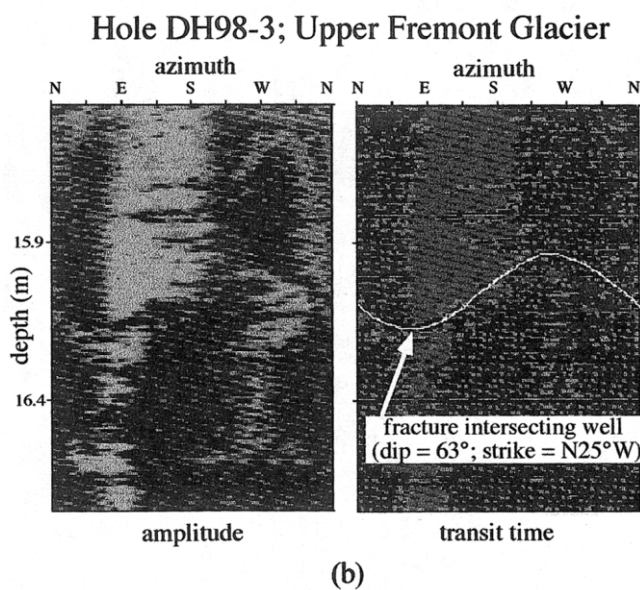 Hole DH98-3; Upper Fremont Glacier
azimuth
azimuth
N E S W N
N E S W N
15.9
16.4
depth (m)
fracture intersecting well
(dip = 63°; strike = N25°W)
amplitude
transit time
(b)